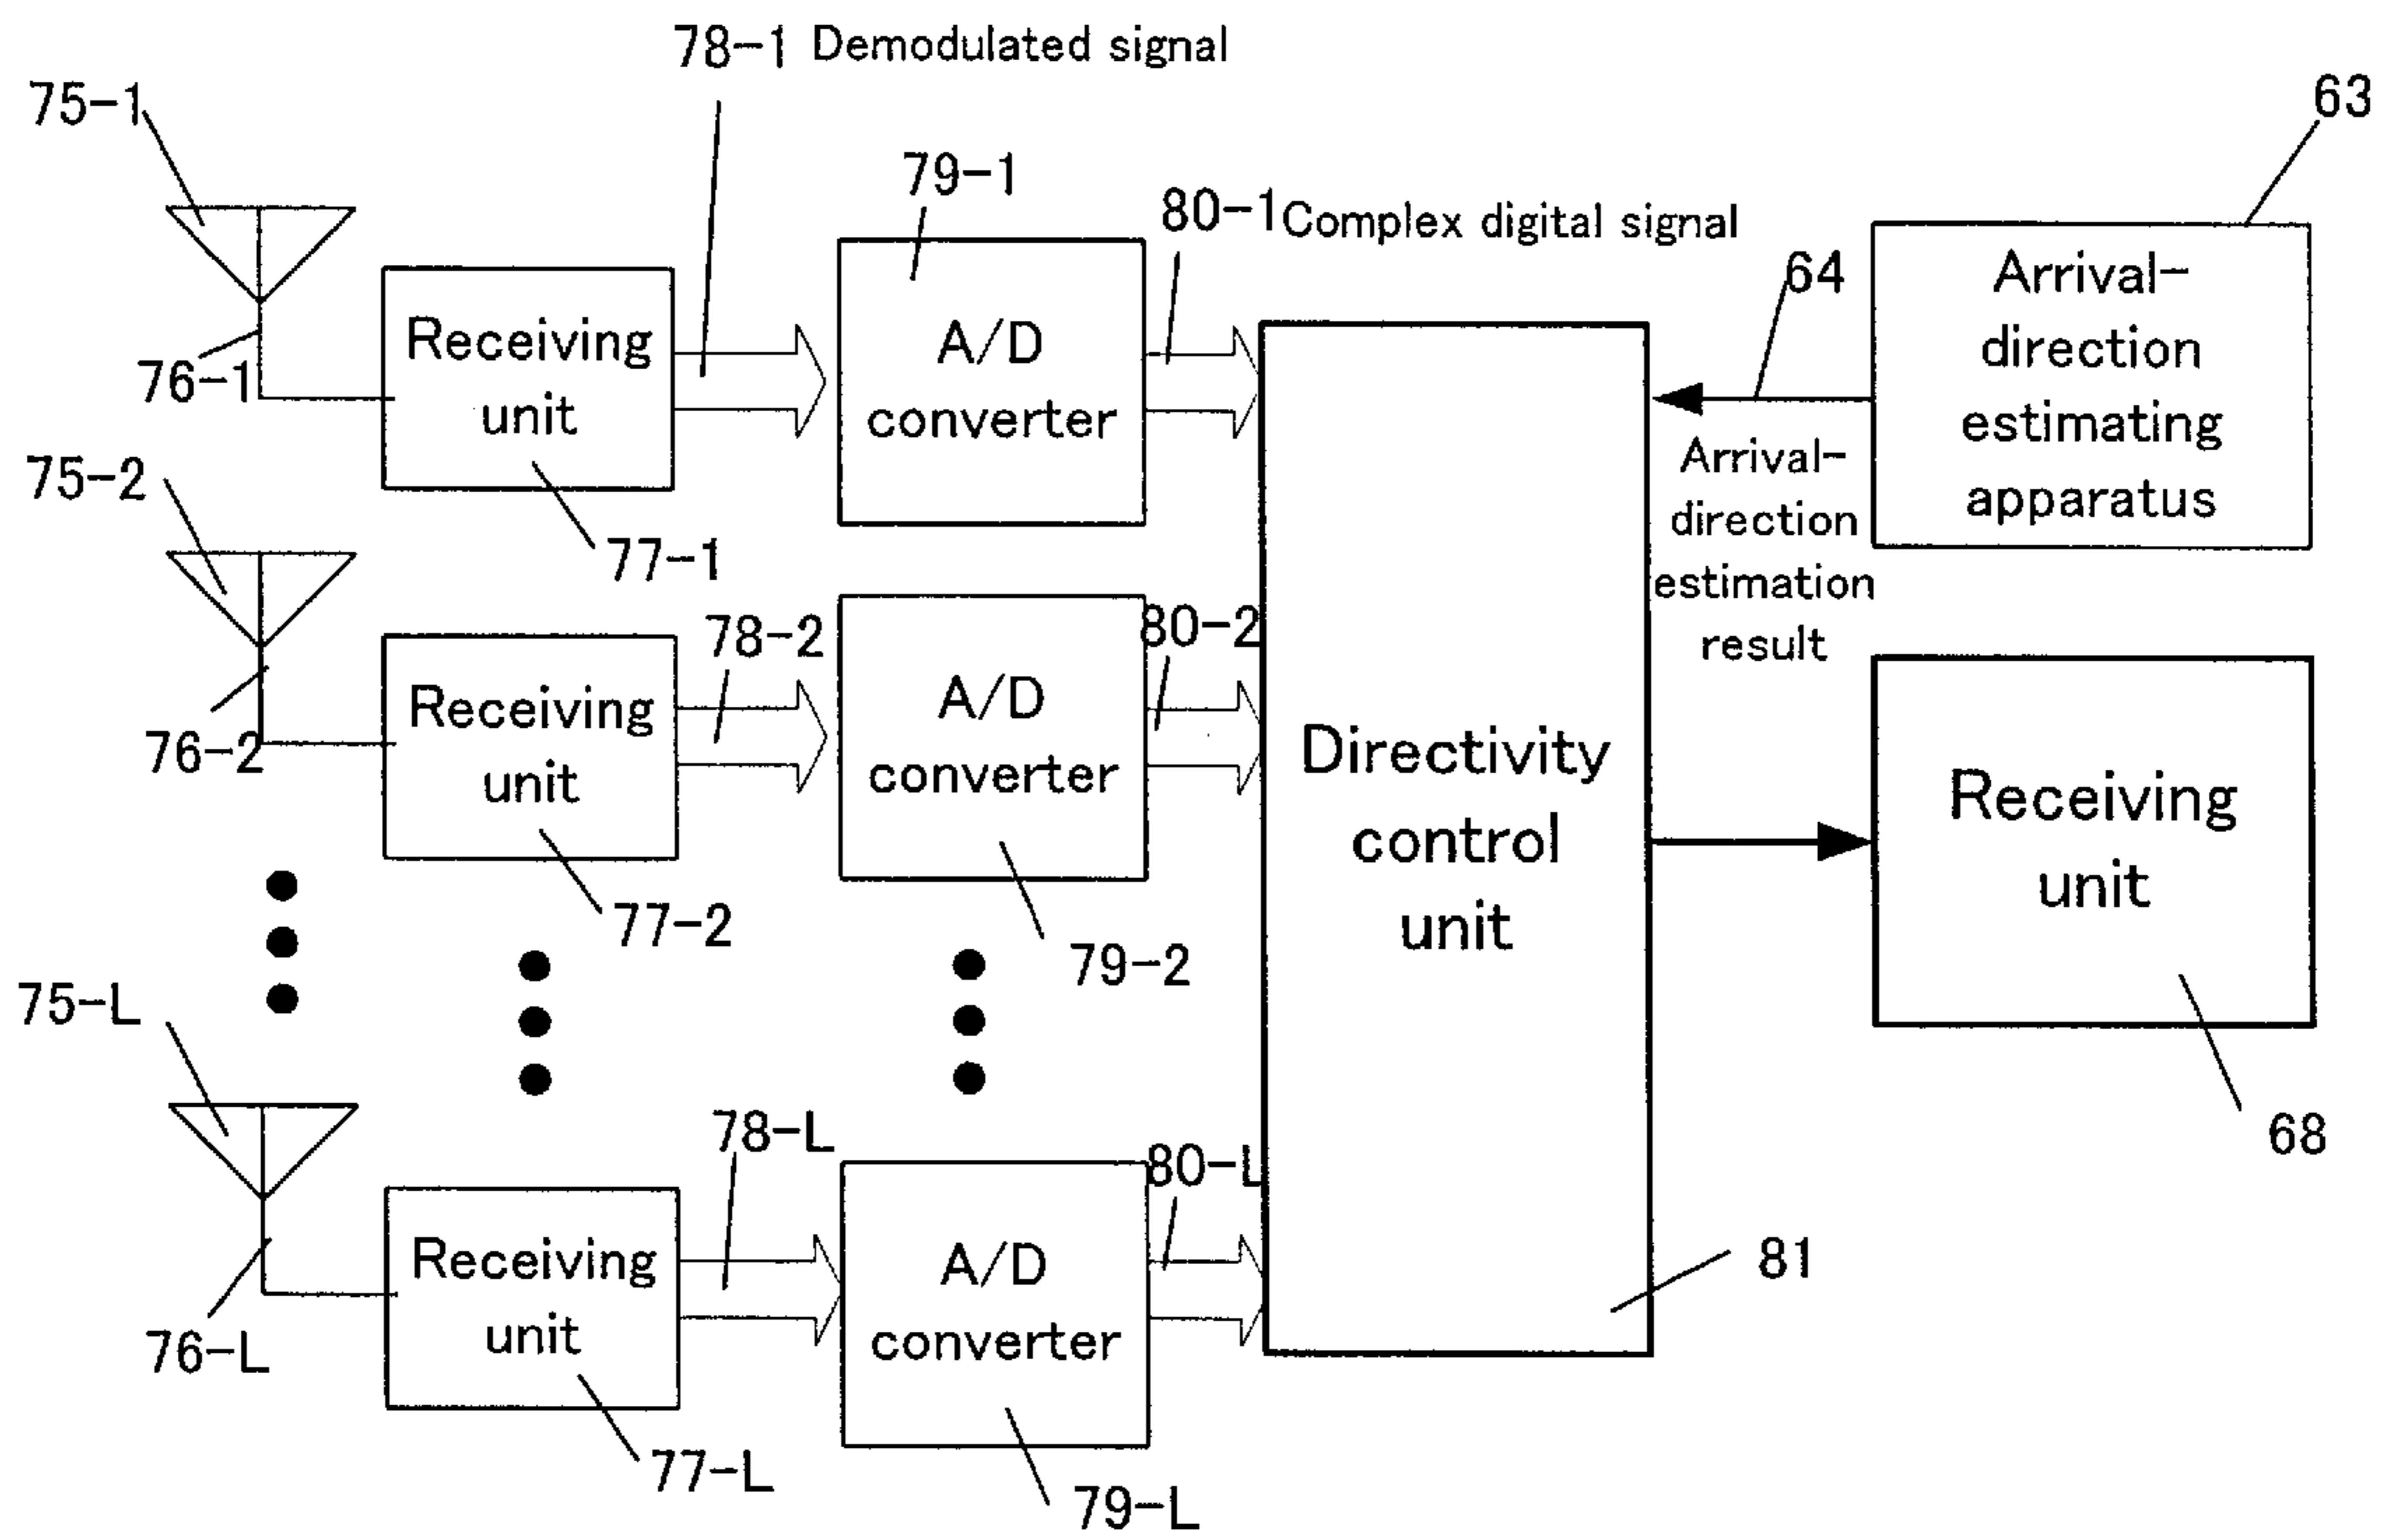 78-1 Demodulated signal
75-1
63
79-1
80-1 Complex digital signal
64
Arrival-
direction
estimating
apparatus
Receiving
unit
A/D
converter
76-1
Arrival-
direction
estimation
result
75-2
77-1
78-2
80-2
Receiving
unit
A/D
converter
76-2
Directivity
control
unit
Receiving
unit
77-2
79-2
75-L
78-L
80-L
68
Receiving
unit
A/D
converter
81
76-L
77-L
79-L